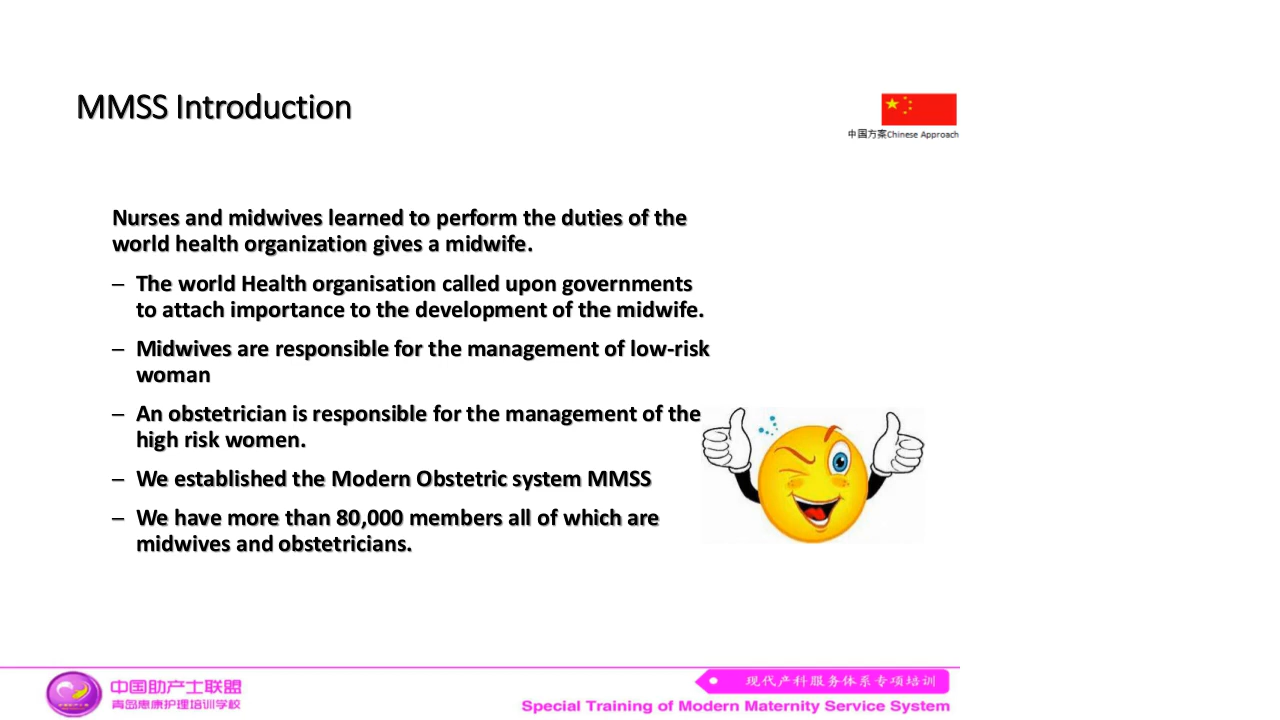 MMSS Introduction
中国方案Chinese Approach
Nurses and midwives learned to perform the duties of the
world health organization gives a midwife.
– The world Health organisation called upon governments
to attach importance to the development of the midwife.
– Midwives are responsible for the management of low-risk
woman
– An obstetrician is responsible for the management of the
high risk women.
– We established the Modern Obstetric system MMSS
– We have more than 80,000 members all of which are
midwives and obstetricians.
中国助产士联盟
青岛惠康护理培训学校
现代产科服务体系专项培训
Special Training of Modern Maternity Service System